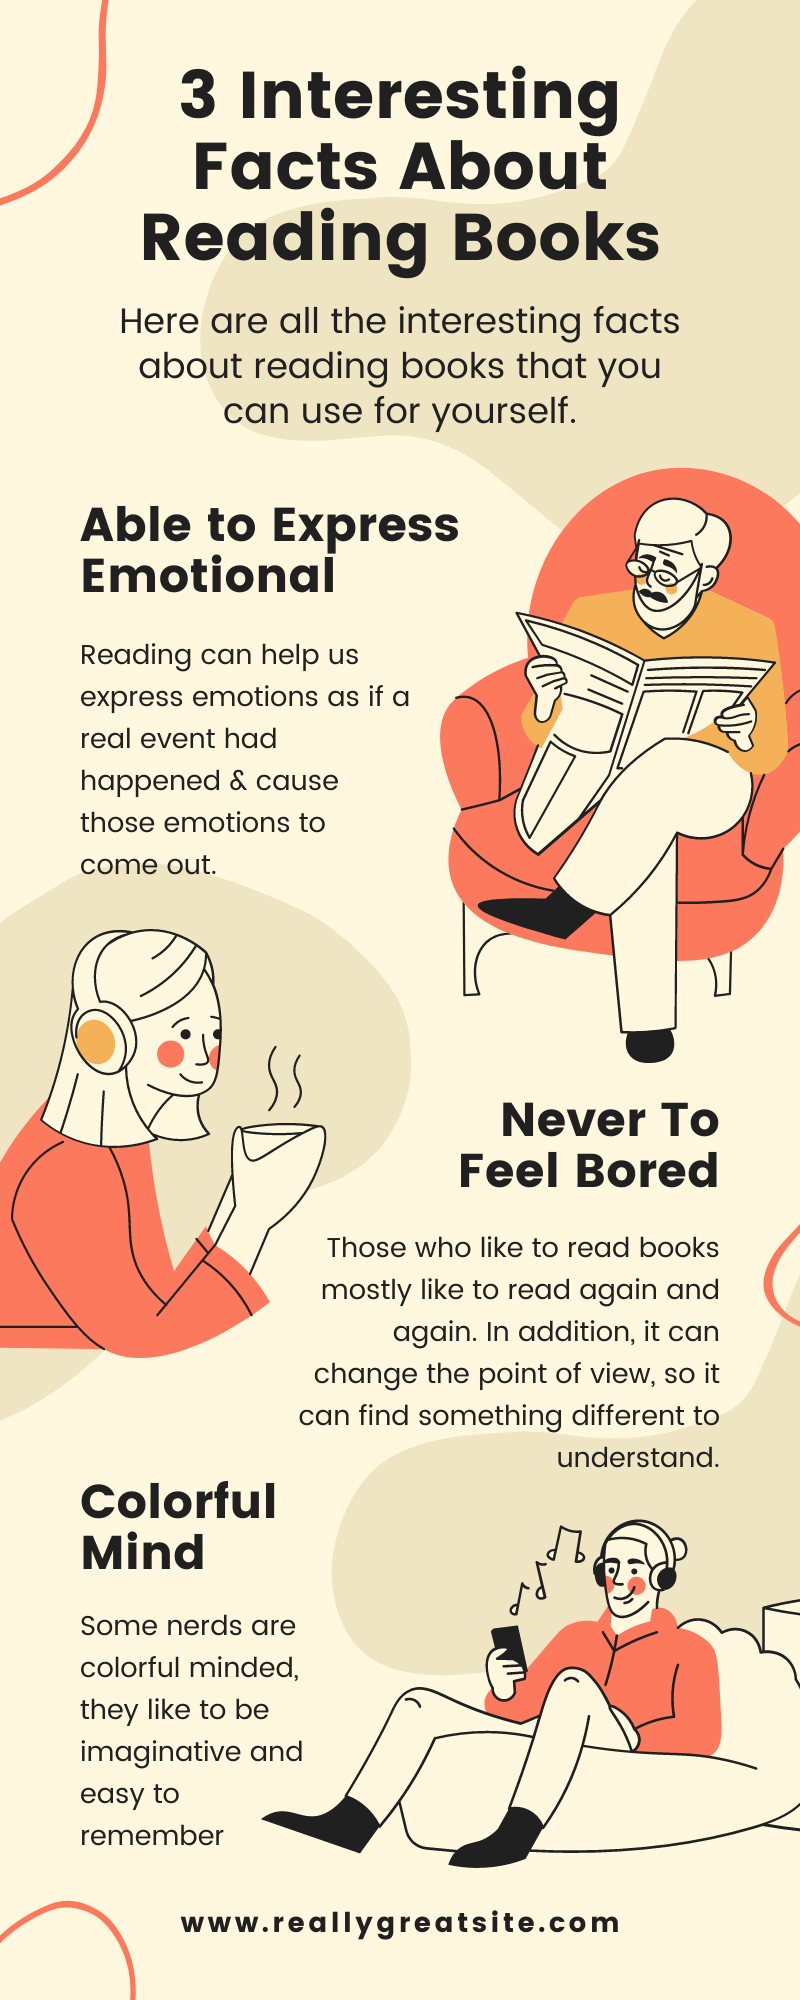 3 Interesting
Facts About
Reading Books
Here are all the interesting facts
about reading books that you
can use for yourself.
Able to Express
Emotional
Reading can help us
express emotions as if a
real event had
happened & cause
those emotions to
come out.
Never To
Feel Bored
Those who like to read books
mostly like to read again and
again. In addition, it can
change the point of view, so it
can find something different to
understand.
Colorful
Mind
Some nerds are
colorful minded,
they like to be
imaginative and
easy to
remember
www.reallygreatsite.com